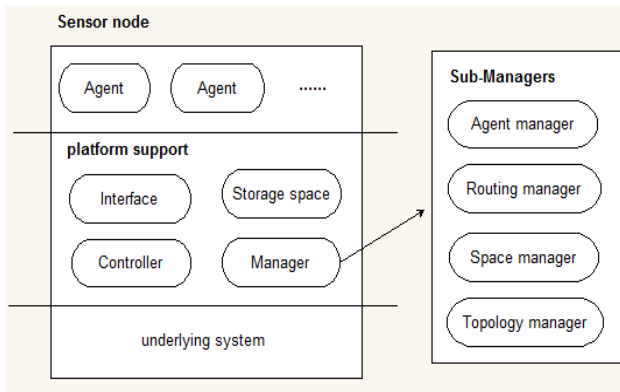 Sensor node
Agent
Agent
......
platform support
Interface
Storage space
Controller
Manager
underlying system
Sub-Managers
Agent manager
Routing manager
Space manager
Topology manager